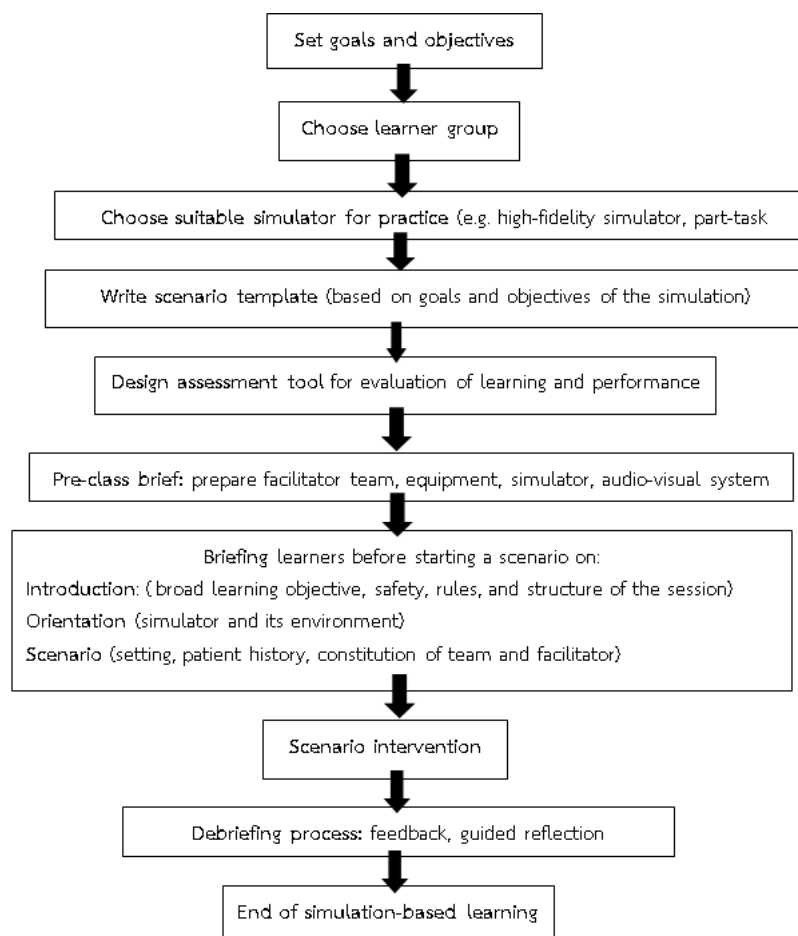 Set goals and objectives
Choose learner group
Choose suitable simulator for practice (e.g. high-fidelity simulator, part-task
Write scenario template (based on goals and objectives of the simulation)
Design assessment tool for evaluation of learning and performance
Pre-class brief: prepare facilitator team, equipment, simulator, audio-visual system
Briefing learners before starting a scenario on:
Introduction: (broad learning objective, safety, rules, and structure of the session)
Orientation (simulator and its environment)
Scenario (setting, patient history, constitution of team and facilitator)
Scenario intervention
Debriefing process: feedback, guided reflection
End of simulation-based learning